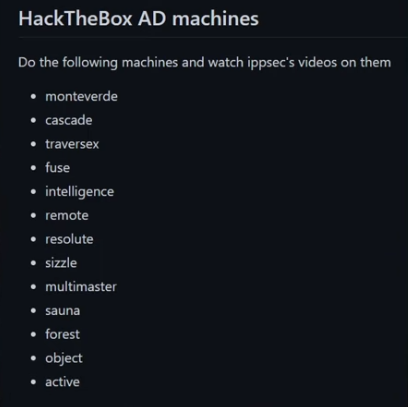 HackTheBox AD machines
Do the following machines and watch ippsec's videos on them
monteverde
cascade
traversex
fuse
intelligence
remote
resolute
sizzle
multimaster
sauna
forest
object
active